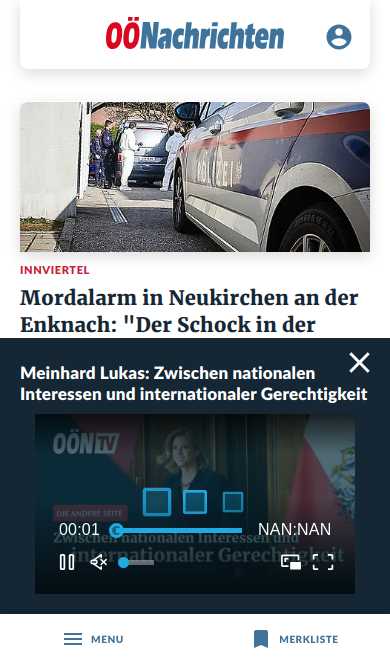 OÖNachrichten
POLIZEI
INNVIERTEL
Mordalarm in Neukirchen an der
Enknach: "Der Schock in der
Meinhard Lukas: Zwischen nationalen
Interessen und internationaler Gerechtigkeit
OÖN TV
DIE ANDERE SEITE
Zwischen nationalen Interessen und
internationaler Gerechtigkeit
00:01
NAN:NAN
MENU
MERKLISTE